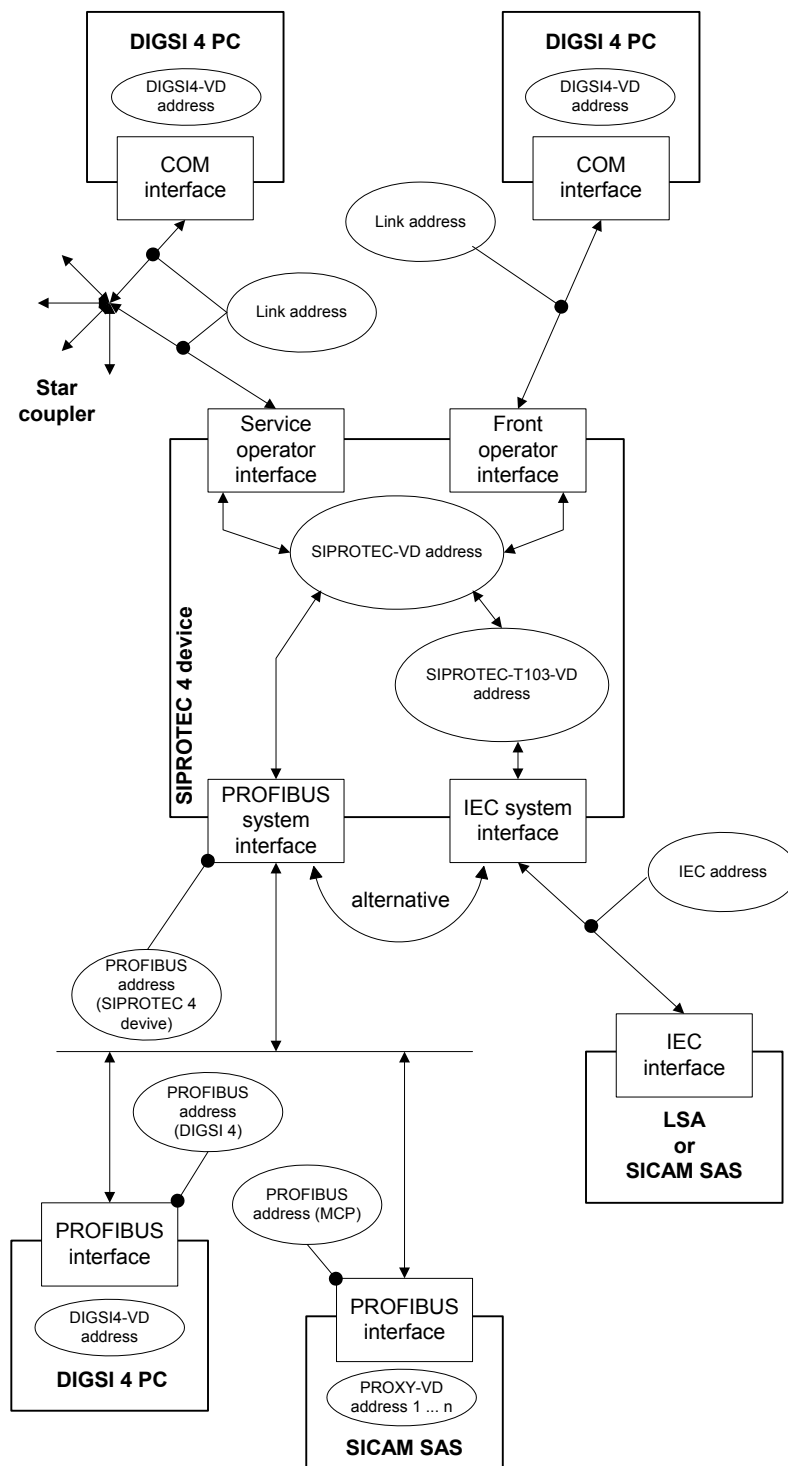 DIGSI 4 PC
DIGSI4-VD
address
COM
interface
DIGSI 4 PC
DIGSI4-VD
address
COM
interface
Link address
Link address
Star
coupler
Service
operator
interface
Front
operator
interface
SIPROTEC-VD address
SIPROTEC-T103-VD
address
SIPROTEC 4 device
PROFIBUS
system
interface
IEC system
interface
alternative
IEC address
PROFIBUS
address
(SIPROTEC 4
devive)
IEC
interface
LSA
or
SICAM SAS
PROFIBUS
address
(DIGSI 4)
PROFIBUS
address (MCP)
PROFIBUS
interface
DIGSI4-VD
address
DIGSI 4 PC
PROFIBUS
interface
PROXY-VD
address 1 ... n
SICAM SAS